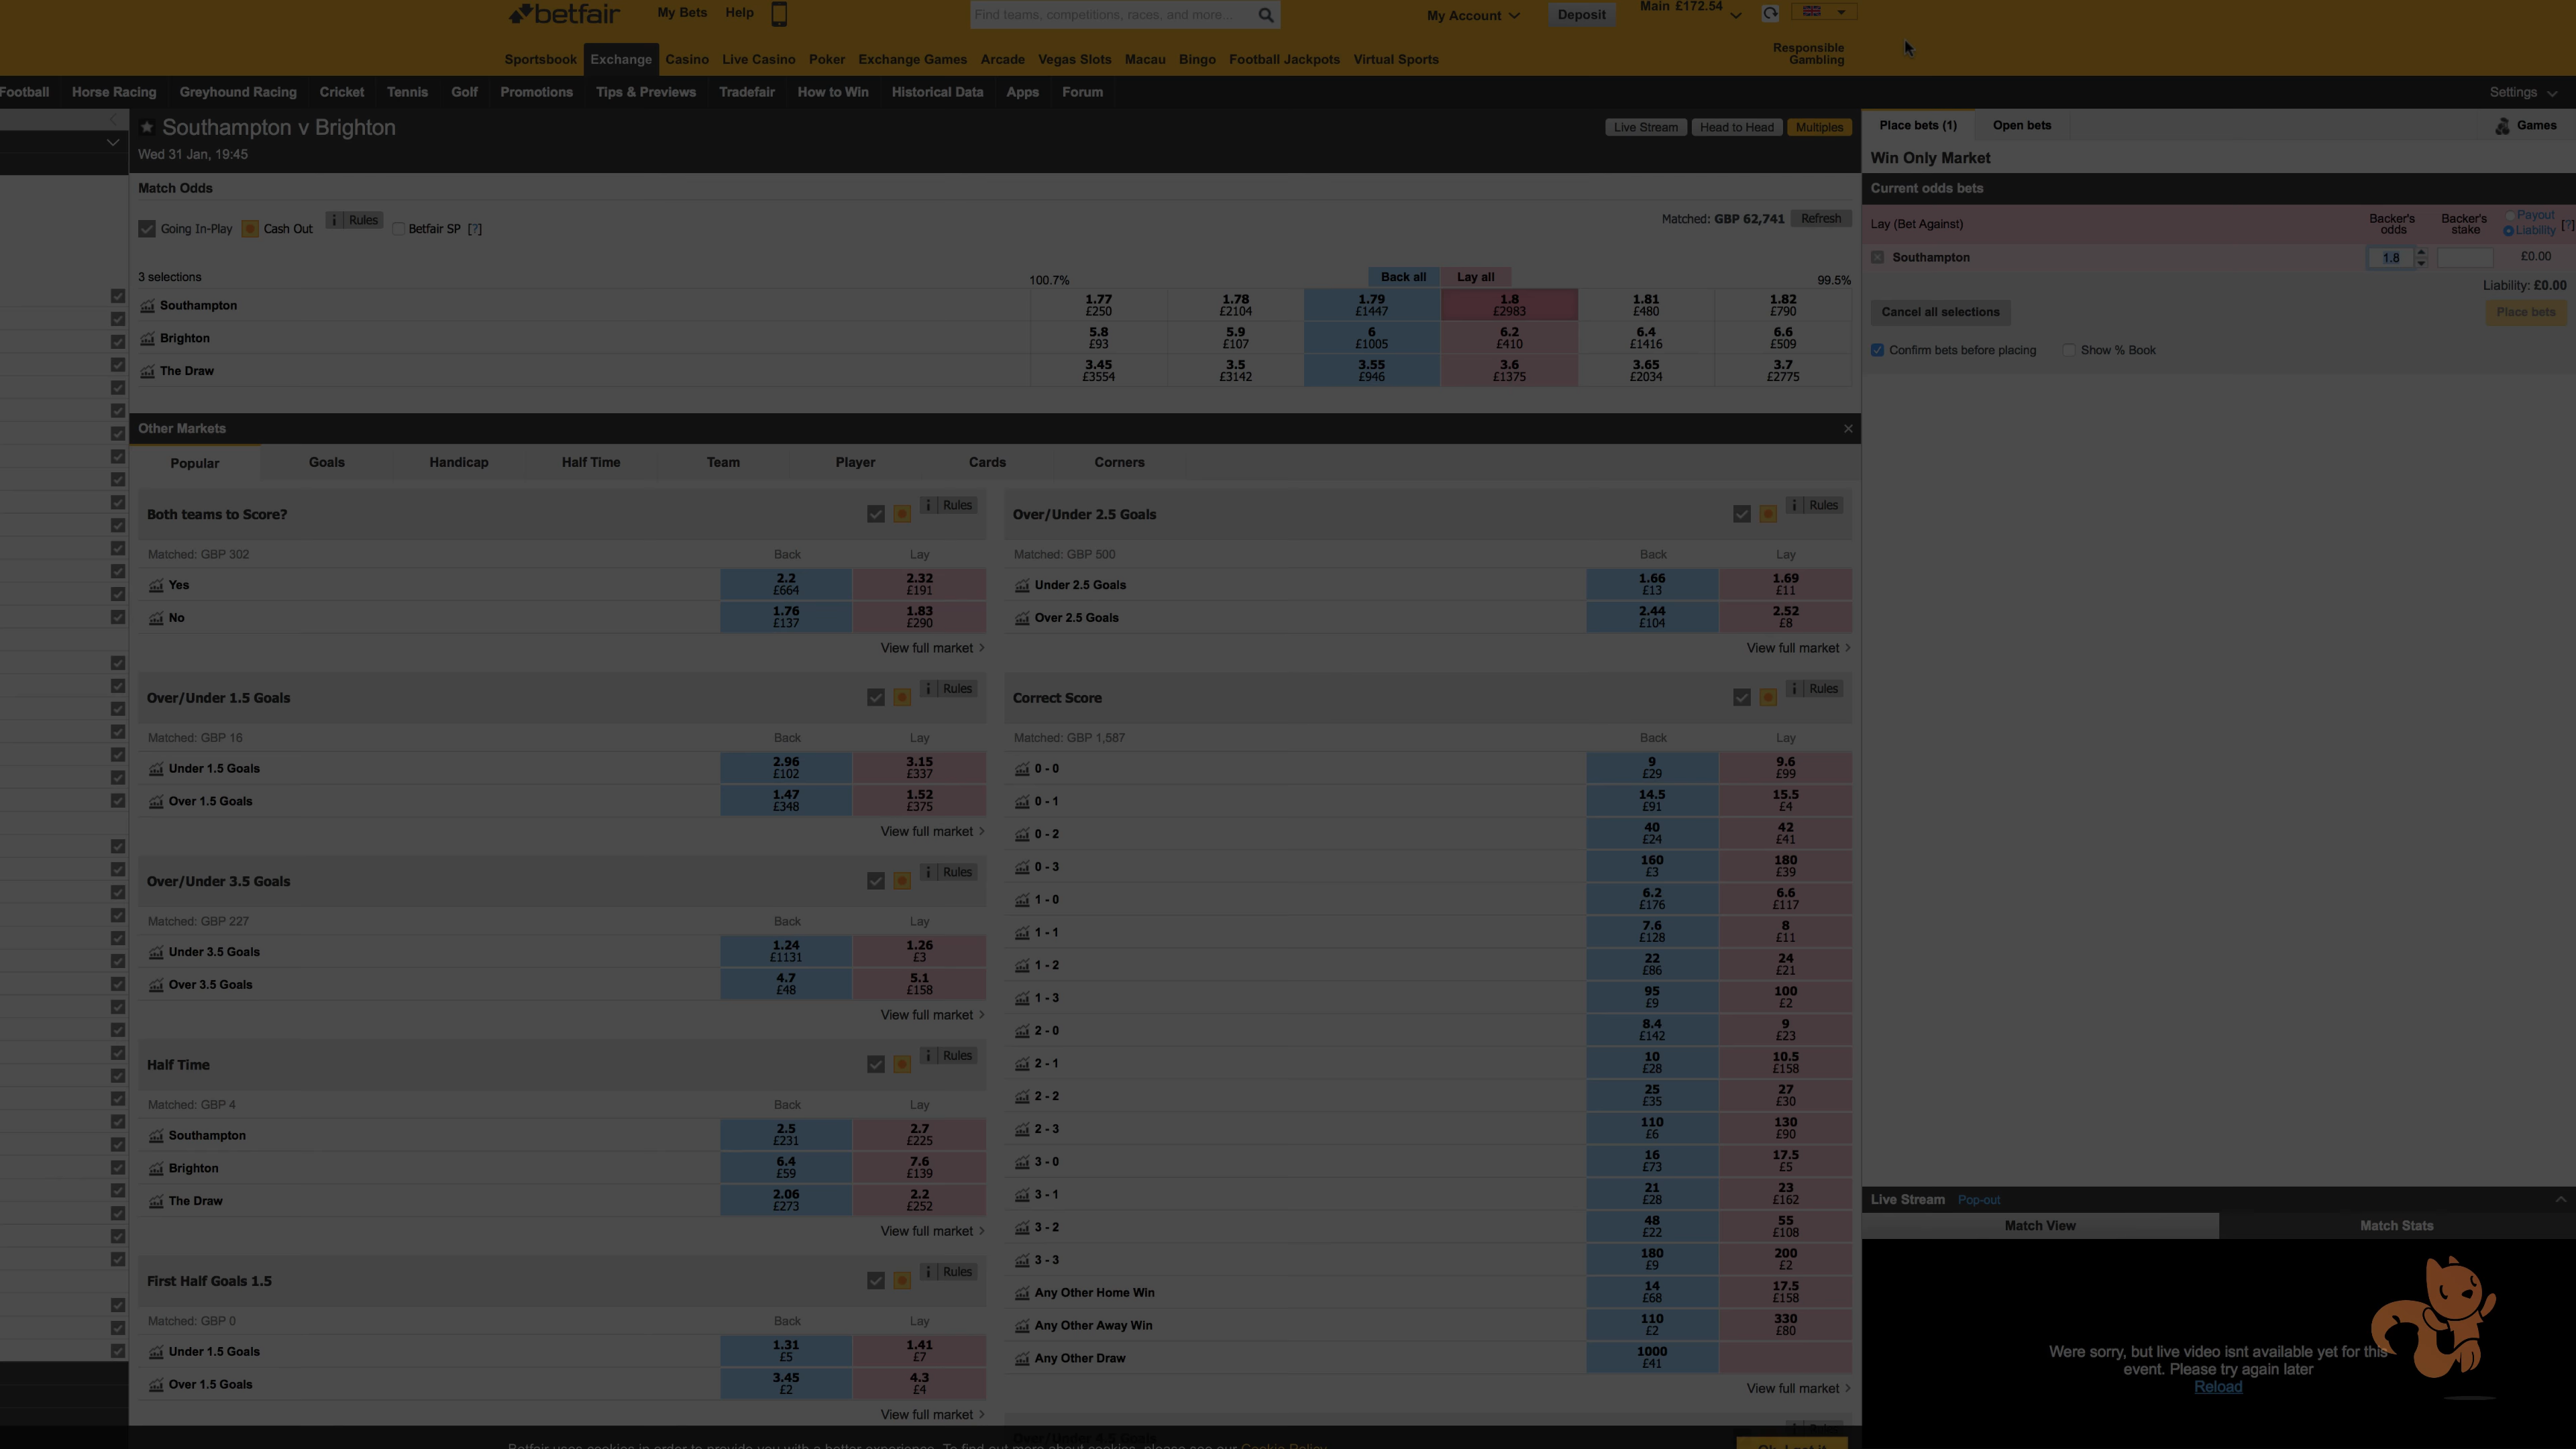 betfair
My Bets Help
Find teams, competitions, races, and more...
My Account Deposit Main £172.54
Responsible
Gambling
Sportsbook Exchange Casino Live Casino Poker Exchange Games Arcade Vegas Slots Macau Bingo Football Jackpots Virtual Sports
Football Horse Racing Greyhound Racing Cricket Tennis Golf Promotions Tips & Previews Tradefair How to Win Historical Data Apps Forum Settings
Southampton v Brighton
Live Stream Head to Head Multiples
Wed 31 Jan, 19:45
Match Odds
Going In-Play Cash Out i Rules Betfair SP [?]
Matched: GBP 62,741 Refresh
3 selections 100.7% Back all Lay all 99.5%
Southampton 1.77 1.78 1.79 1.8 1.81 1.82
£250 £2104 £1447 £2983 £480 £790
Brighton 5.8 5.9 6 6.2 6.4 6.6
£93 £107 £1005 £410 £1416 £509
The Draw 3.45 3.5 3.55 3.6 3.65 3.7
£3554 £3142 £946 £1375 £2034 £2775
Other Markets
Popular Goals Handicap Half Time Team Player Cards Corners
Both teams to Score? i Rules
Matched: GBP 302 Back Lay
Yes 2.2 2.32
£664 £191
No 1.76 1.83
£137 £290
View full market
Over/Under 1.5 Goals i Rules
Matched: GBP 16 Back Lay
Under 1.5 Goals 2.96 3.15
£102 £337
Over 1.5 Goals 1.47 1.52
£348 £375
View full market
Over/Under 3.5 Goals i Rules
Matched: GBP 227 Back Lay
Under 3.5 Goals 1.24 1.26
£1131 £3
Over 3.5 Goals 4.7 5.1
£48 £158
View full market
Half Time i Rules
Matched: GBP 4 Back Lay
Southampton 2.5 2.7
£231 £225
Brighton 6.4 7.6
£59 £139
The Draw 2.06 2.2
£273 £252
View full market
First Half Goals 1.5 i Rules
Matched: GBP 0 Back Lay
Under 1.5 Goals 1.31 1.41
£5 £7
Over 1.5 Goals 3.45 4.3
£2 £4
View full market
Over/Under 2.5 Goals i Rules
Matched: GBP 500 Back Lay
Under 2.5 Goals 1.66 1.69
£13 £11
Over 2.5 Goals 2.44 2.52
£104 £8
View full market
Correct Score i Rules
Matched: GBP 1,587 Back Lay
0 - 0 9 9.6
£29 £99
0 - 1 14.5 15.5
£91 £4
0 - 2 40 42
£24 £41
0 - 3 160 180
£3 £39
1 - 0 6.2 6.6
£176 £117
1 - 1 7.6 8
£128 £11
1 - 2 22 24
£86 £21
1 - 3 95 100
£9 £2
2 - 0 8.4 9
£142 £23
2 - 1 10 10.5
£28 £158
2 - 2 25 27
£35 £30
2 - 3 110 130
£6 £90
3 - 0 16 17.5
£73 £5
3 - 1 21 23
£28 £162
3 - 2 48 55
£22 £108
3 - 3 180 200
£9 £2
Any Other Home Win 14 17.5
£68 £158
Any Other Away Win 110 330
£2 £80
Any Other Draw 1000
£41
View full market
Over/Under 4.5 Goals
Betfair uses cookies in order to provide you with a better experience. To find out more about cookies, please see our Cookie Policy
Place bets (1) Open bets Games
Win Only Market
Current odds bets
Lay (Bet Against) Backer's odds Backer's stake Payout Liability [?]
Southampton 1.8 £0.00
Liability: £0.00
Cancel all selections Place bets
Confirm bets before placing Show % Book
Live Stream Pop-out
Match View Match Stats
Were sorry, but live video isnt available yet for this
event. Please try again later
Reload